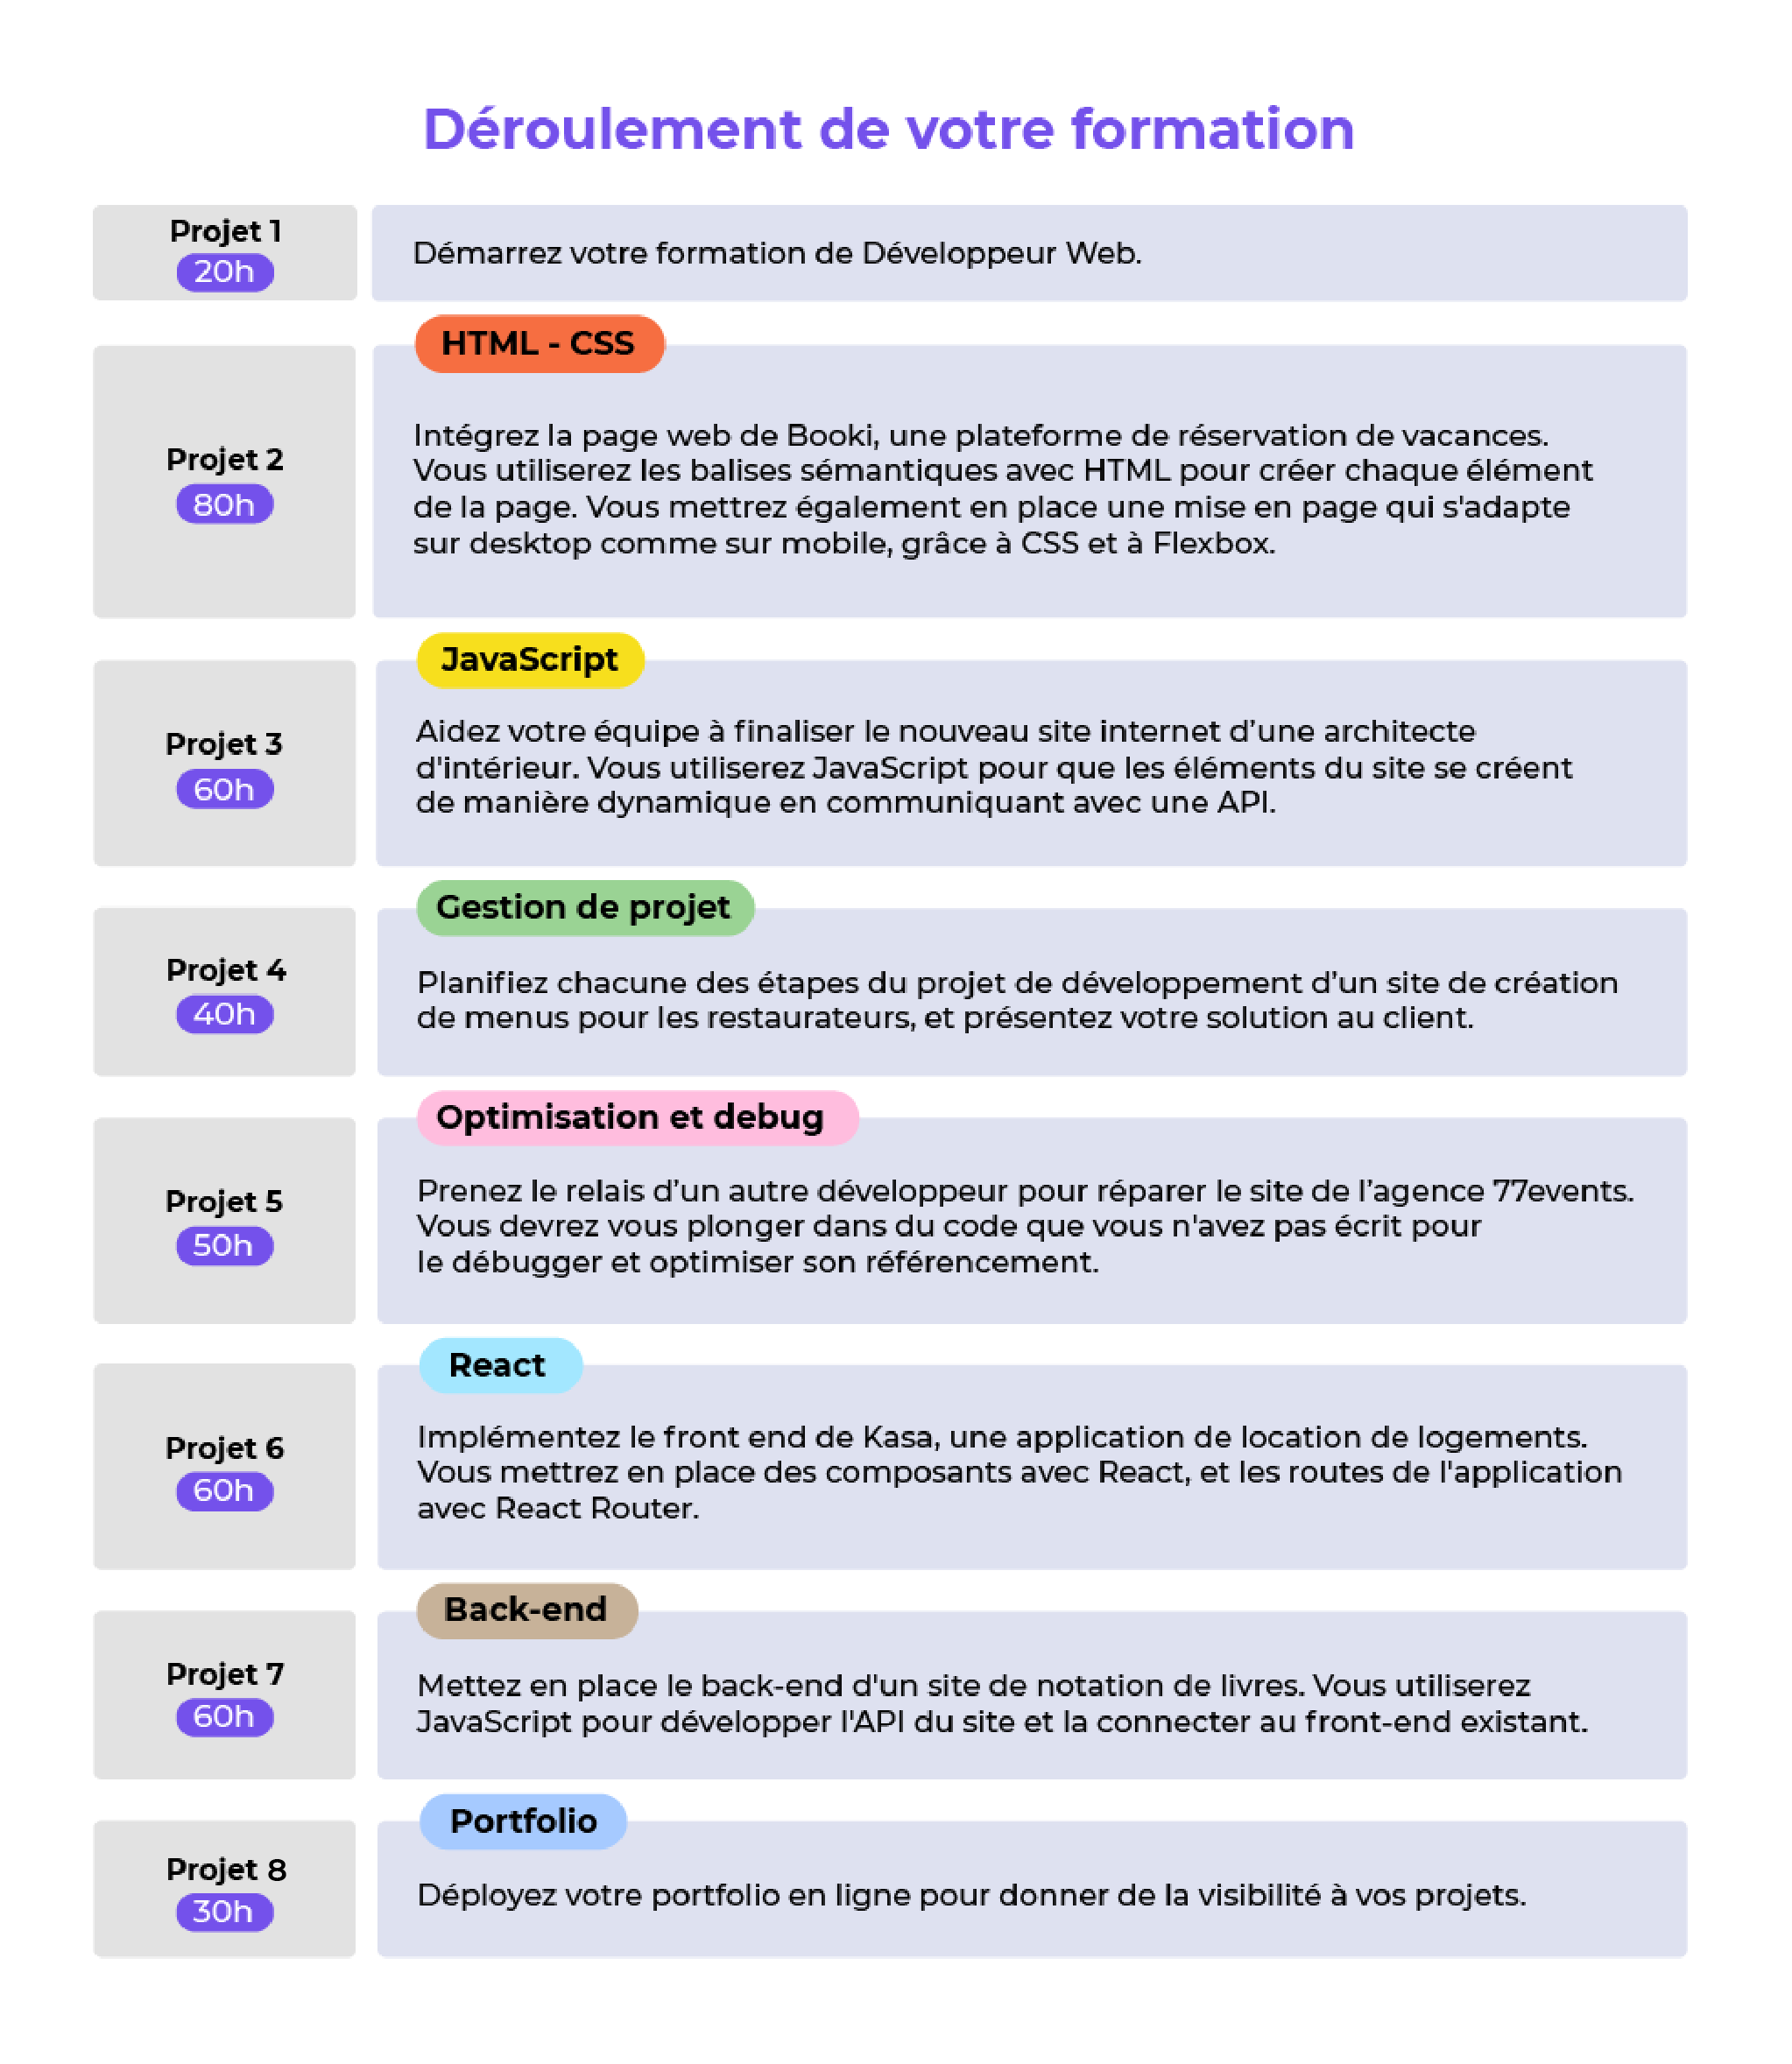 Déroulement de votre formation
Projet 1
20h
Démarrez votre formation de Développeur Web.
HTML - CSS
Projet 2
80h
Intégrez la page web de Booki, une plateforme de réservation de vacances.
Vous utiliserez les balises sémantiques avec HTML pour créer chaque élément
de la page. Vous mettrez également en place une mise en page qui s'adapte
sur desktop comme sur mobile, grâce à CSS et à Flexbox.
JavaScript
Projet 3
60h
Aidez votre équipe à finaliser le nouveau site internet d’une architecte
d'intérieur. Vous utiliserez JavaScript pour que les éléments du site se créent
de manière dynamique en communiquant avec une API.
Gestion de projet
Projet 4
40h
Planifiez chacune des étapes du projet de développement d’un site de création
de menus pour les restaurateurs, et présentez votre solution au client.
Optimisation et debug
Projet 5
50h
Prenez le relais d’un autre développeur pour réparer le site de l’agence 77events.
Vous devrez vous plonger dans du code que vous n'avez pas écrit pour
le débugger et optimiser son référencement.
React
Projet 6
60h
Implémentez le front end de Kasa, une application de location de logements.
Vous mettrez en place des composants avec React, et les routes de l'application
avec React Router.
Back-end
Projet 7
60h
Mettez en place le back-end d'un site de notation de livres. Vous utiliserez
JavaScript pour développer l'API du site et la connecter au front-end existant.
Portfolio
Projet 8
30h
Déployez votre portfolio en ligne pour donner de la visibilité à vos projets.